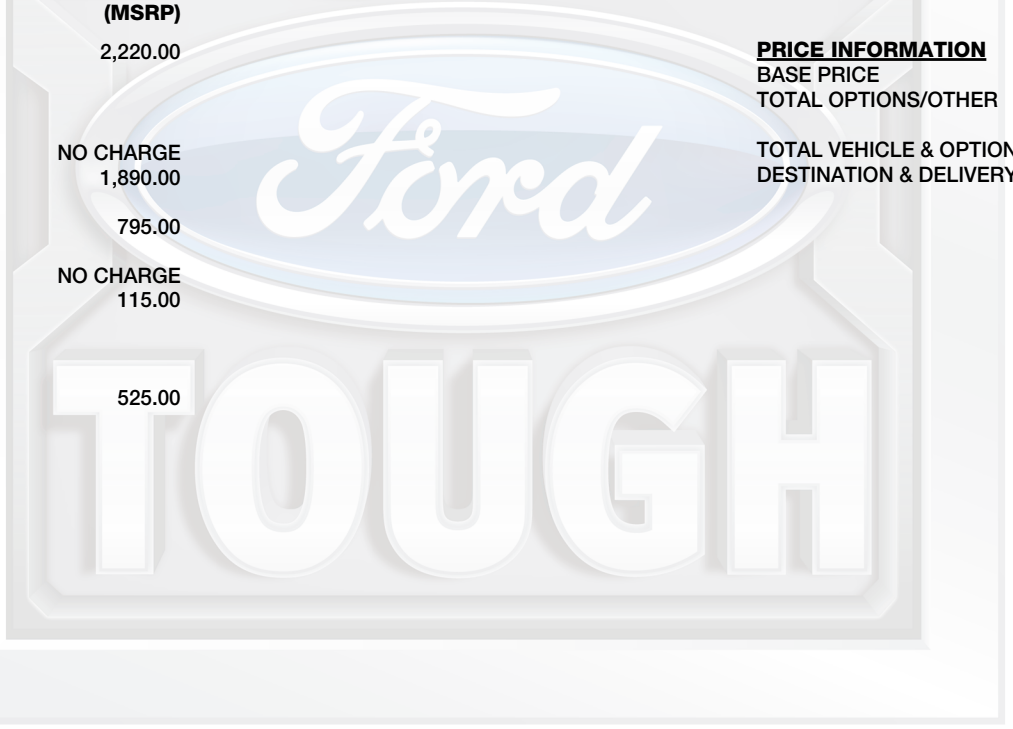 (MSRP)
2,220.00
NO CHARGE
1,890.00
795.00
NO CHARGE
115.00
525.00
PRICE INFORMATION
BASE PRICE
TOTAL OPTIONS/OTHER
TOTAL VEHICLE & OPTION
DESTINATION & DELIVERY
Ford
TOUGH